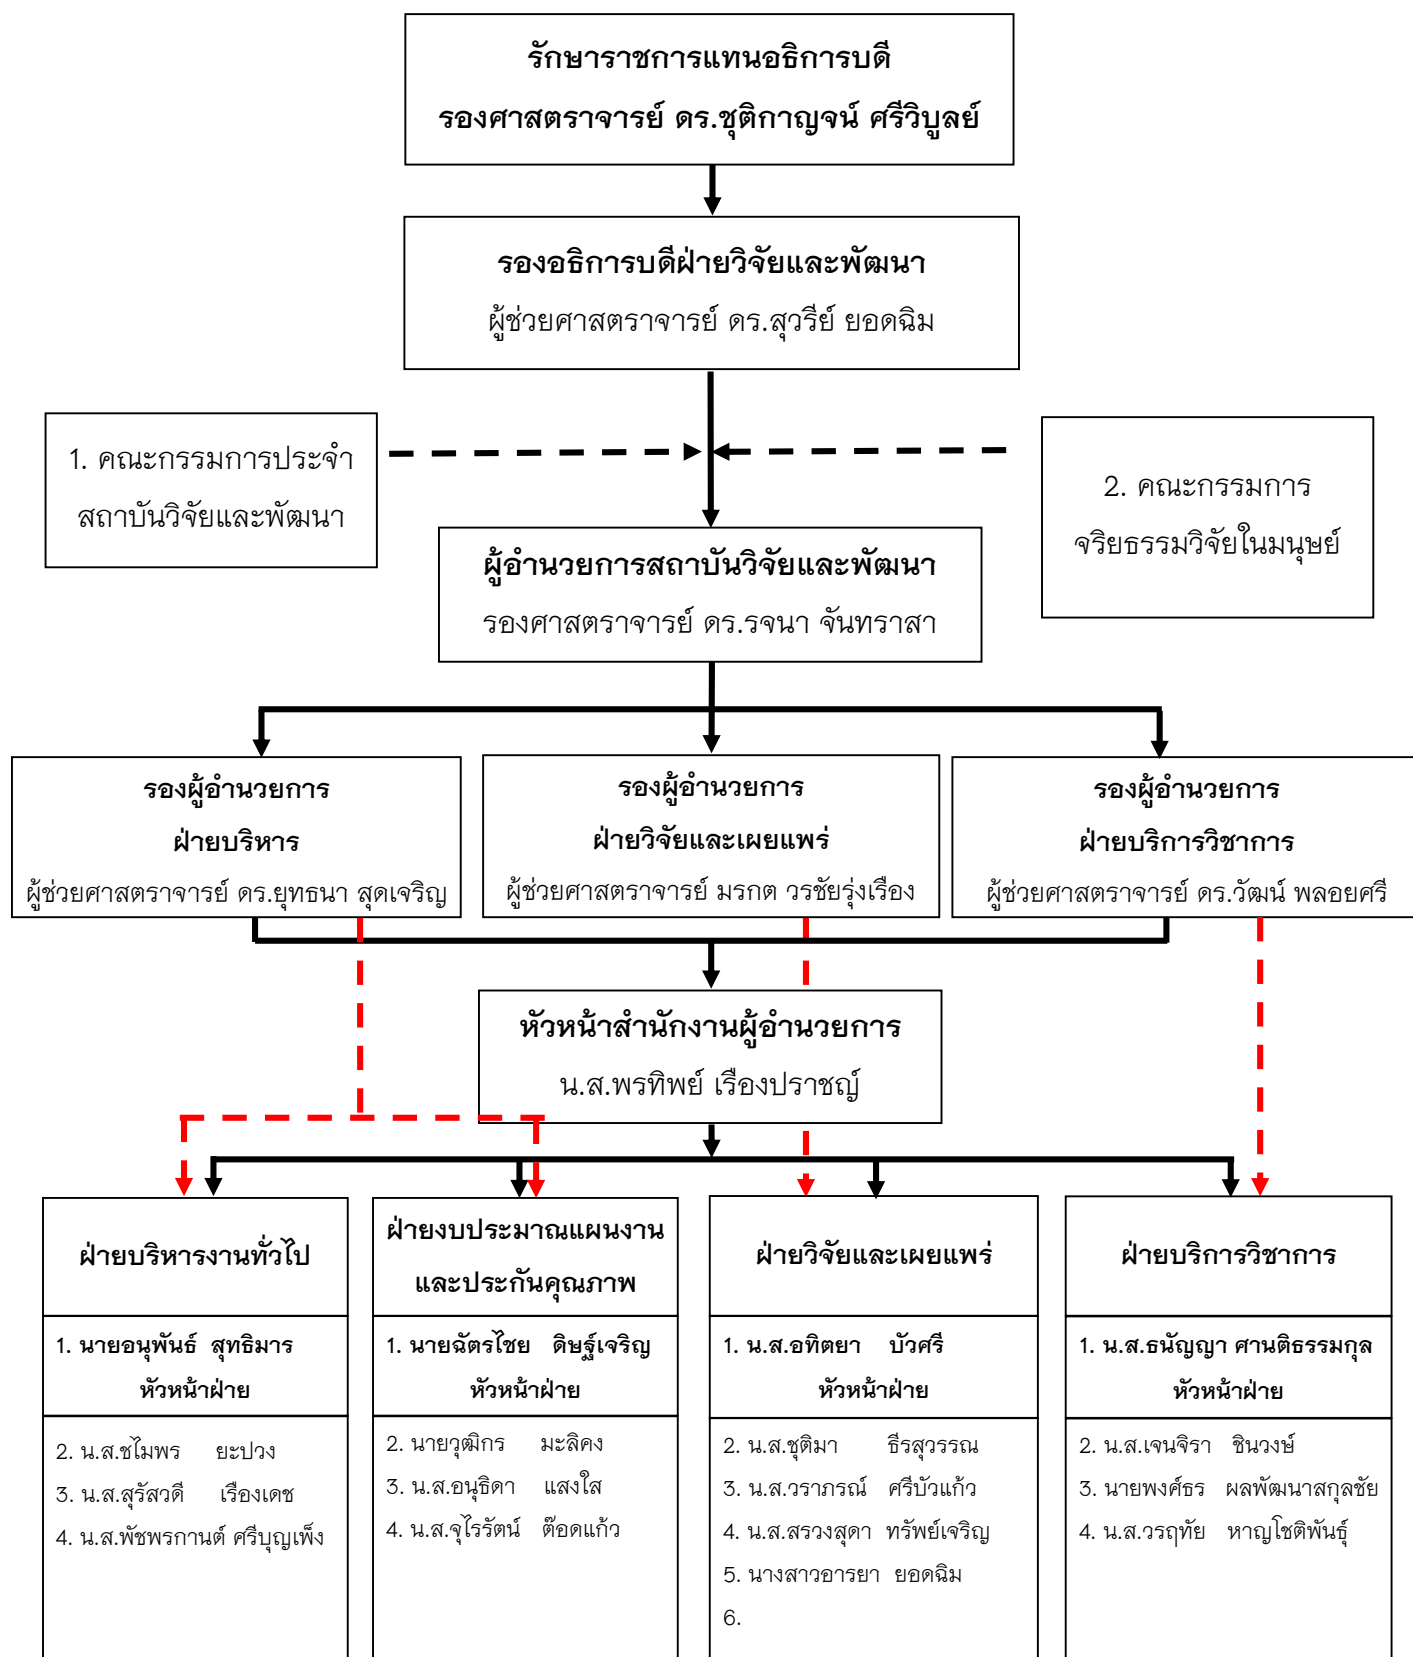 รักษาราชการแทนอธิการบดี
รองศาสตราจารย์ ดร.ชุติกาญจน์ ศรีวิบูลย์
รองอธิการบดีฝ่ายวิจัยและพัฒนา
ผู้ช่วยศาสตราจารย์ ดร.สุวรีย์ ยอดฉิม
1. คณะกรรมการประจำ
สถาบันวิจัยและพัฒนา
2. คณะกรรมการ
จริยธรรมวิจัยในมนุษย์
ผู้อำนวยการสถาบันวิจัยและพัฒนา
รองศาสตราจารย์ ดร.รจนา จันทราสา
รองผู้อำนวยการ
ฝ่ายบริหาร
ผู้ช่วยศาสตราจารย์ ดร.ยุทธนา สุดเจริญ
รองผู้อำนวยการ
ฝ่ายวิจัยและเผยแพร่
ผู้ช่วยศาสตราจารย์ มรกต วรชัยรุ่งเรือง
รองผู้อำนวยการ
ฝ่ายบริการวิชาการ
ผู้ช่วยศาสตราจารย์ ดร.วัฒน์ พลอยศรี
หัวหน้าสำนักงานผู้อำนวยการ
น.ส.พรทิพย์ เรืองปราชญ์
ฝ่ายบริหารงานทั่วไป
1. นายอนุพันธ์ สุทธิมาร
หัวหน้าฝ่าย
2. น.ส.ชไมพร ยะปวง
3. น.ส.สุรัสวดี เรืองเดช
4. น.ส.พัชพรกานต์ ศรีบุญเพ็ง
ฝ่ายงบประมาณแผนงาน
และประกันคุณภาพ
1. นายฉัตรไชย ดิษฐ์เจริญ
หัวหน้าฝ่าย
2. นายวุฒิกร มะลิคง
3. น.ส.อนุธิดา แสงใส
4. น.ส.จุไรรัตน์ ต๊อดแก้ว
ฝ่ายวิจัยและเผยแพร่
1. น.ส.อทิตยา บัวศรี
หัวหน้าฝ่าย
2. น.ส.ชุติมา ธีรสุวรรณ
3. น.ส.วราภรณ์ ศรีบัวแก้ว
4. น.ส.สรวงสุดา ทรัพย์เจริญ
5. นางสาวอารยา ยอดฉิม
6.
ฝ่ายบริการวิชาการ
1. น.ส.ธนัญญา ศานติธรรมกุล
หัวหน้าฝ่าย
2. น.ส.เจนจิรา ชินวงษ์
3. นายพงศ์ธร ผลพัฒนาสกุลชัย
4. น.ส.วรฤทัย หาญโชติพันธุ์